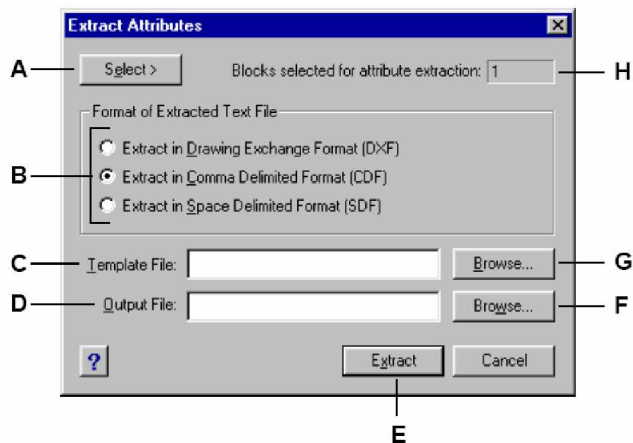 Extract Attributes
A Select > Blocks selected for attribute extraction: 1 H
Format of Extracted Text File
Extract in Drawing Exchange Format (DXF)
B Extract in Comma Delimited Format (CDF)
Extract in Space Delimited Format (SDF)
C Template File: Browse... G
D Output File: Browse... F
? Extract Cancel
E